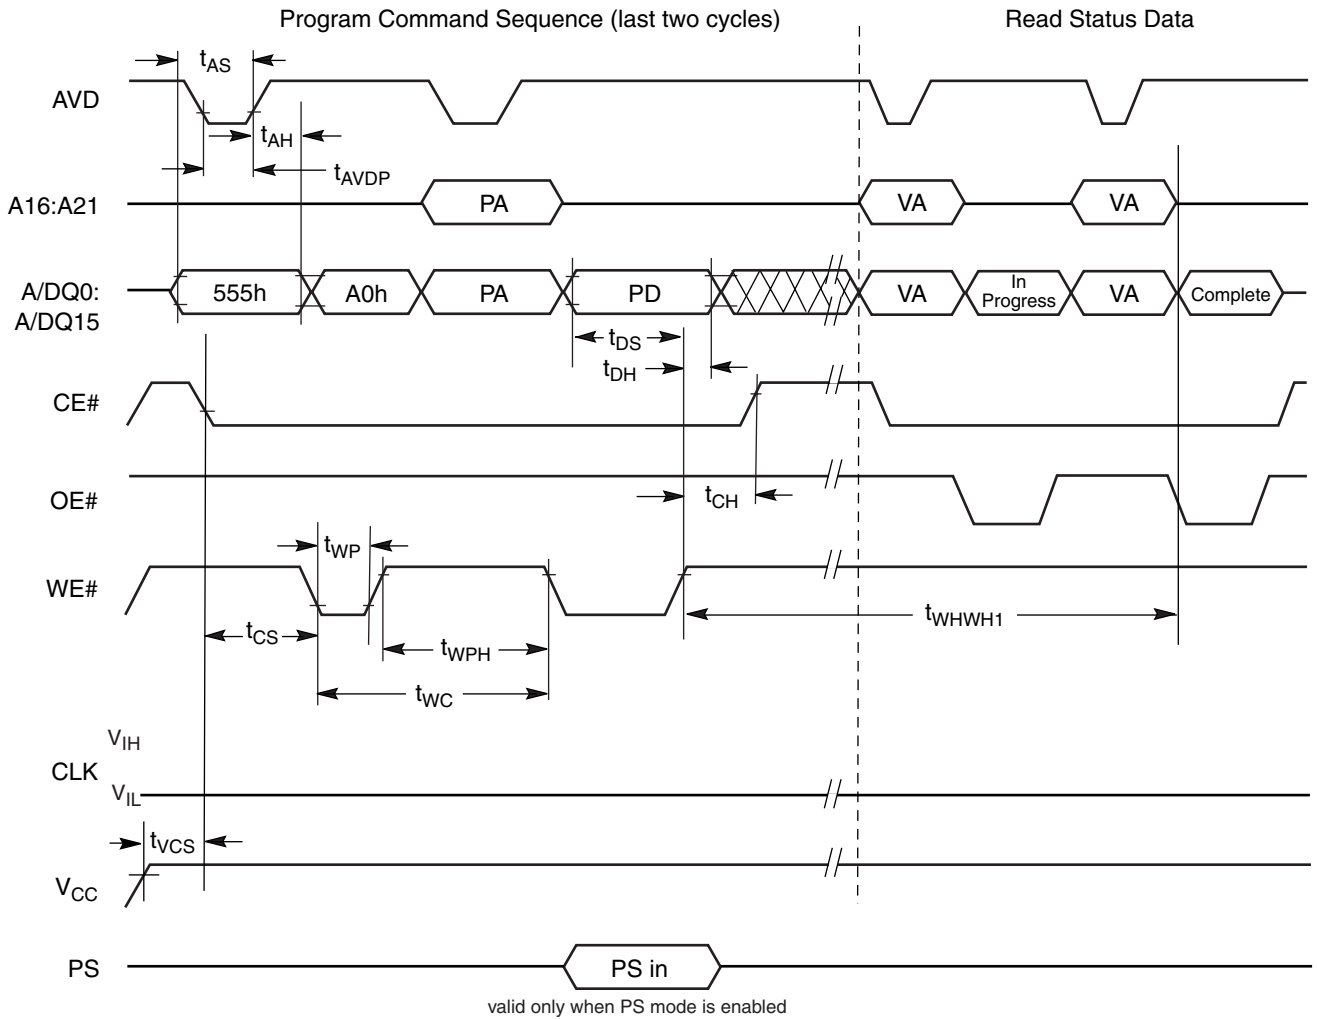 Program Command Sequence (last two cycles)
Read Status Data
tAS
AVD
tAH
tAVDP
A16:A21
PA
VA
VA
A/DQ0:
A/DQ15
555h
A0h
PA
PD
VA
In
Progress
VA
Complete
tDS
tDH
CE#
OE#
tCH
tWP
WE#
tWHWH1
tCS
tWPH
tWC
VIH
CLK
VIL
tVCS
VCC
PS
PS in
valid only when PS mode is enabled